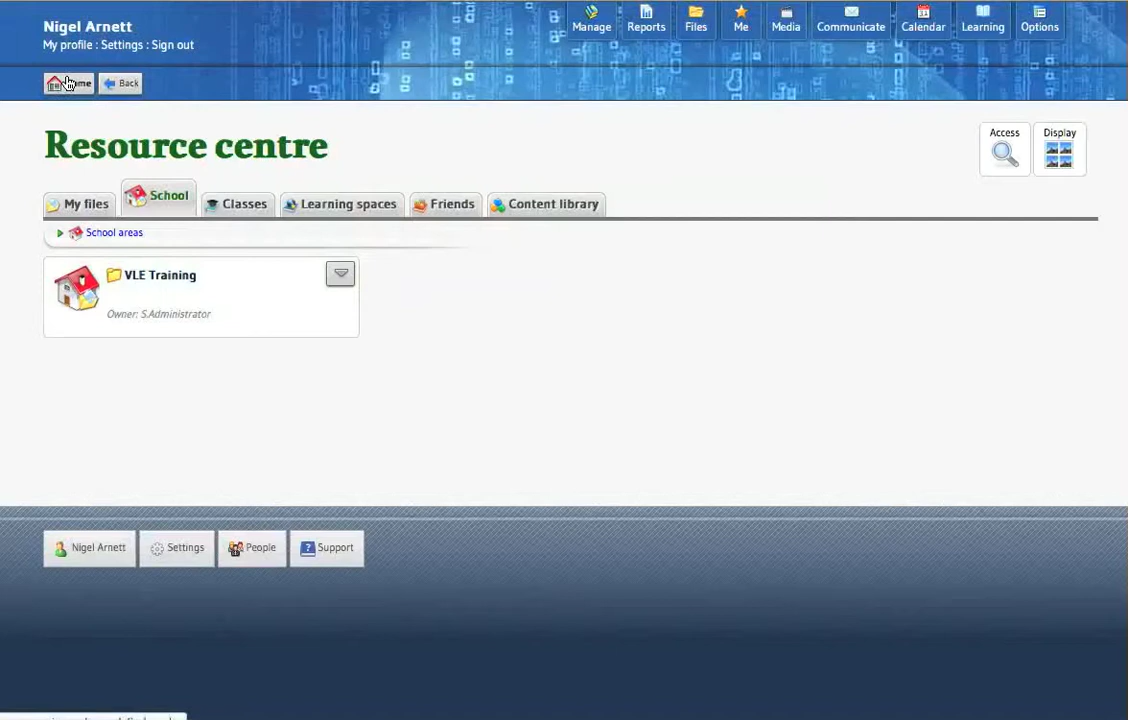 Nigel Arnett
My profile : Settings : Sign out
Manage Reports Files Me Media Communicate Calendar Learning Options
Back
Resource centre
Access Display
My files School Classes Learning spaces Friends Content library
School areas
VLE Training
Owner: S.Administrator
Nigel Arnett Settings People Support